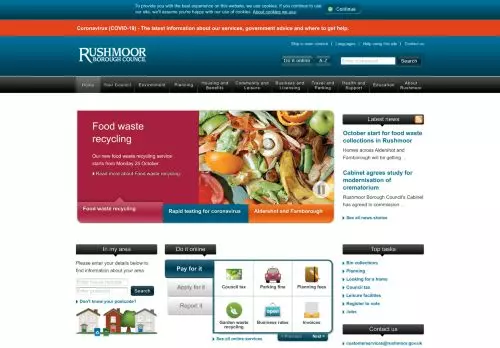 To provide you with the best experience on this website, we use cookies. If you continue to use
our site, we'll assume you're happy with our use of cookies. About cookies we use.
Continue
Coronavirus (COVID-19) - The latest information about our services, government advice and where to get help.
Skip to main content | Languages | Help using this site | Contact us
RUSHMOOR
BOROUGH COUNCIL
Do it online A-Z Search
Home Your Council Environment Planning Housing and Benefits Community and Leisure Business and Licensing Travel and Parking Health and Support Education About Rushmoor
Food waste
recycling
Our new food waste recycling service
starts from Monday 25 October
Read more about Food waste recycling
Food waste recycling
Rapid testing for coronavirus
Aldershot and Farnborough
Latest news
October start for food waste
collections in Rushmoor
Homes across Aldershot and
Farnborough will be getting ...
Cabinet agrees study for
modernisation of
crematorium
Rushmoor Borough Council's Cabinet
has agreed to commission ...
See all news stories
In my area
Please enter your details below to
find information about your area
Don't know your postcode?
Do it online
Pay for it
Apply for it
Report it
Council tax
Parking fine
Planning fees
Garden waste
recycling
open
Business rates
Invoices
See all online services
Previous
Next
Top tasks
Bin collections
Planning
Looking for a home
Council tax
Leisure facilities
Register to vote
Jobs
Contact us
customerservices@rushmoor.gov.uk